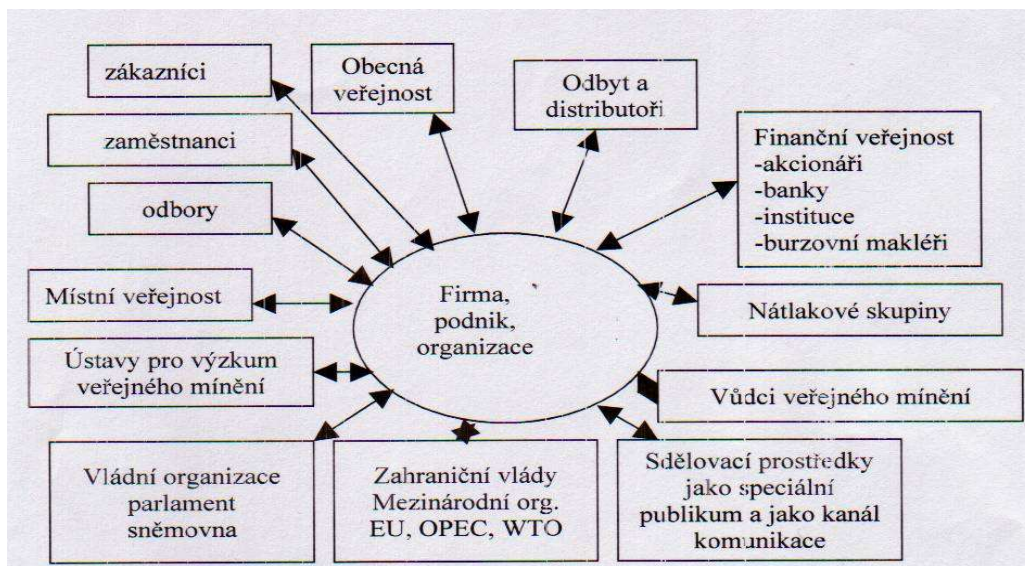 zákazníci
Obecná
veřejnost
Odbyt a
distributoři
zaměstnanci
Finanční veřejnost
-akcionáři
-banky
-instituce
-burzovní makléři
odbory
Místní veřejnost
Firma,
podnik,
organizace
Nátlakové skupiny
Ústavy pro výzkum
veřejného mínění
Vůdci veřejného mínění
Vládní organizace
parlament
sněmovna
Zahraniční vlády
Mezinárodní org.
EU, OPEC, WTO
Sdělovací prostředky
jako speciální
publikum a jako kanál
komunikace